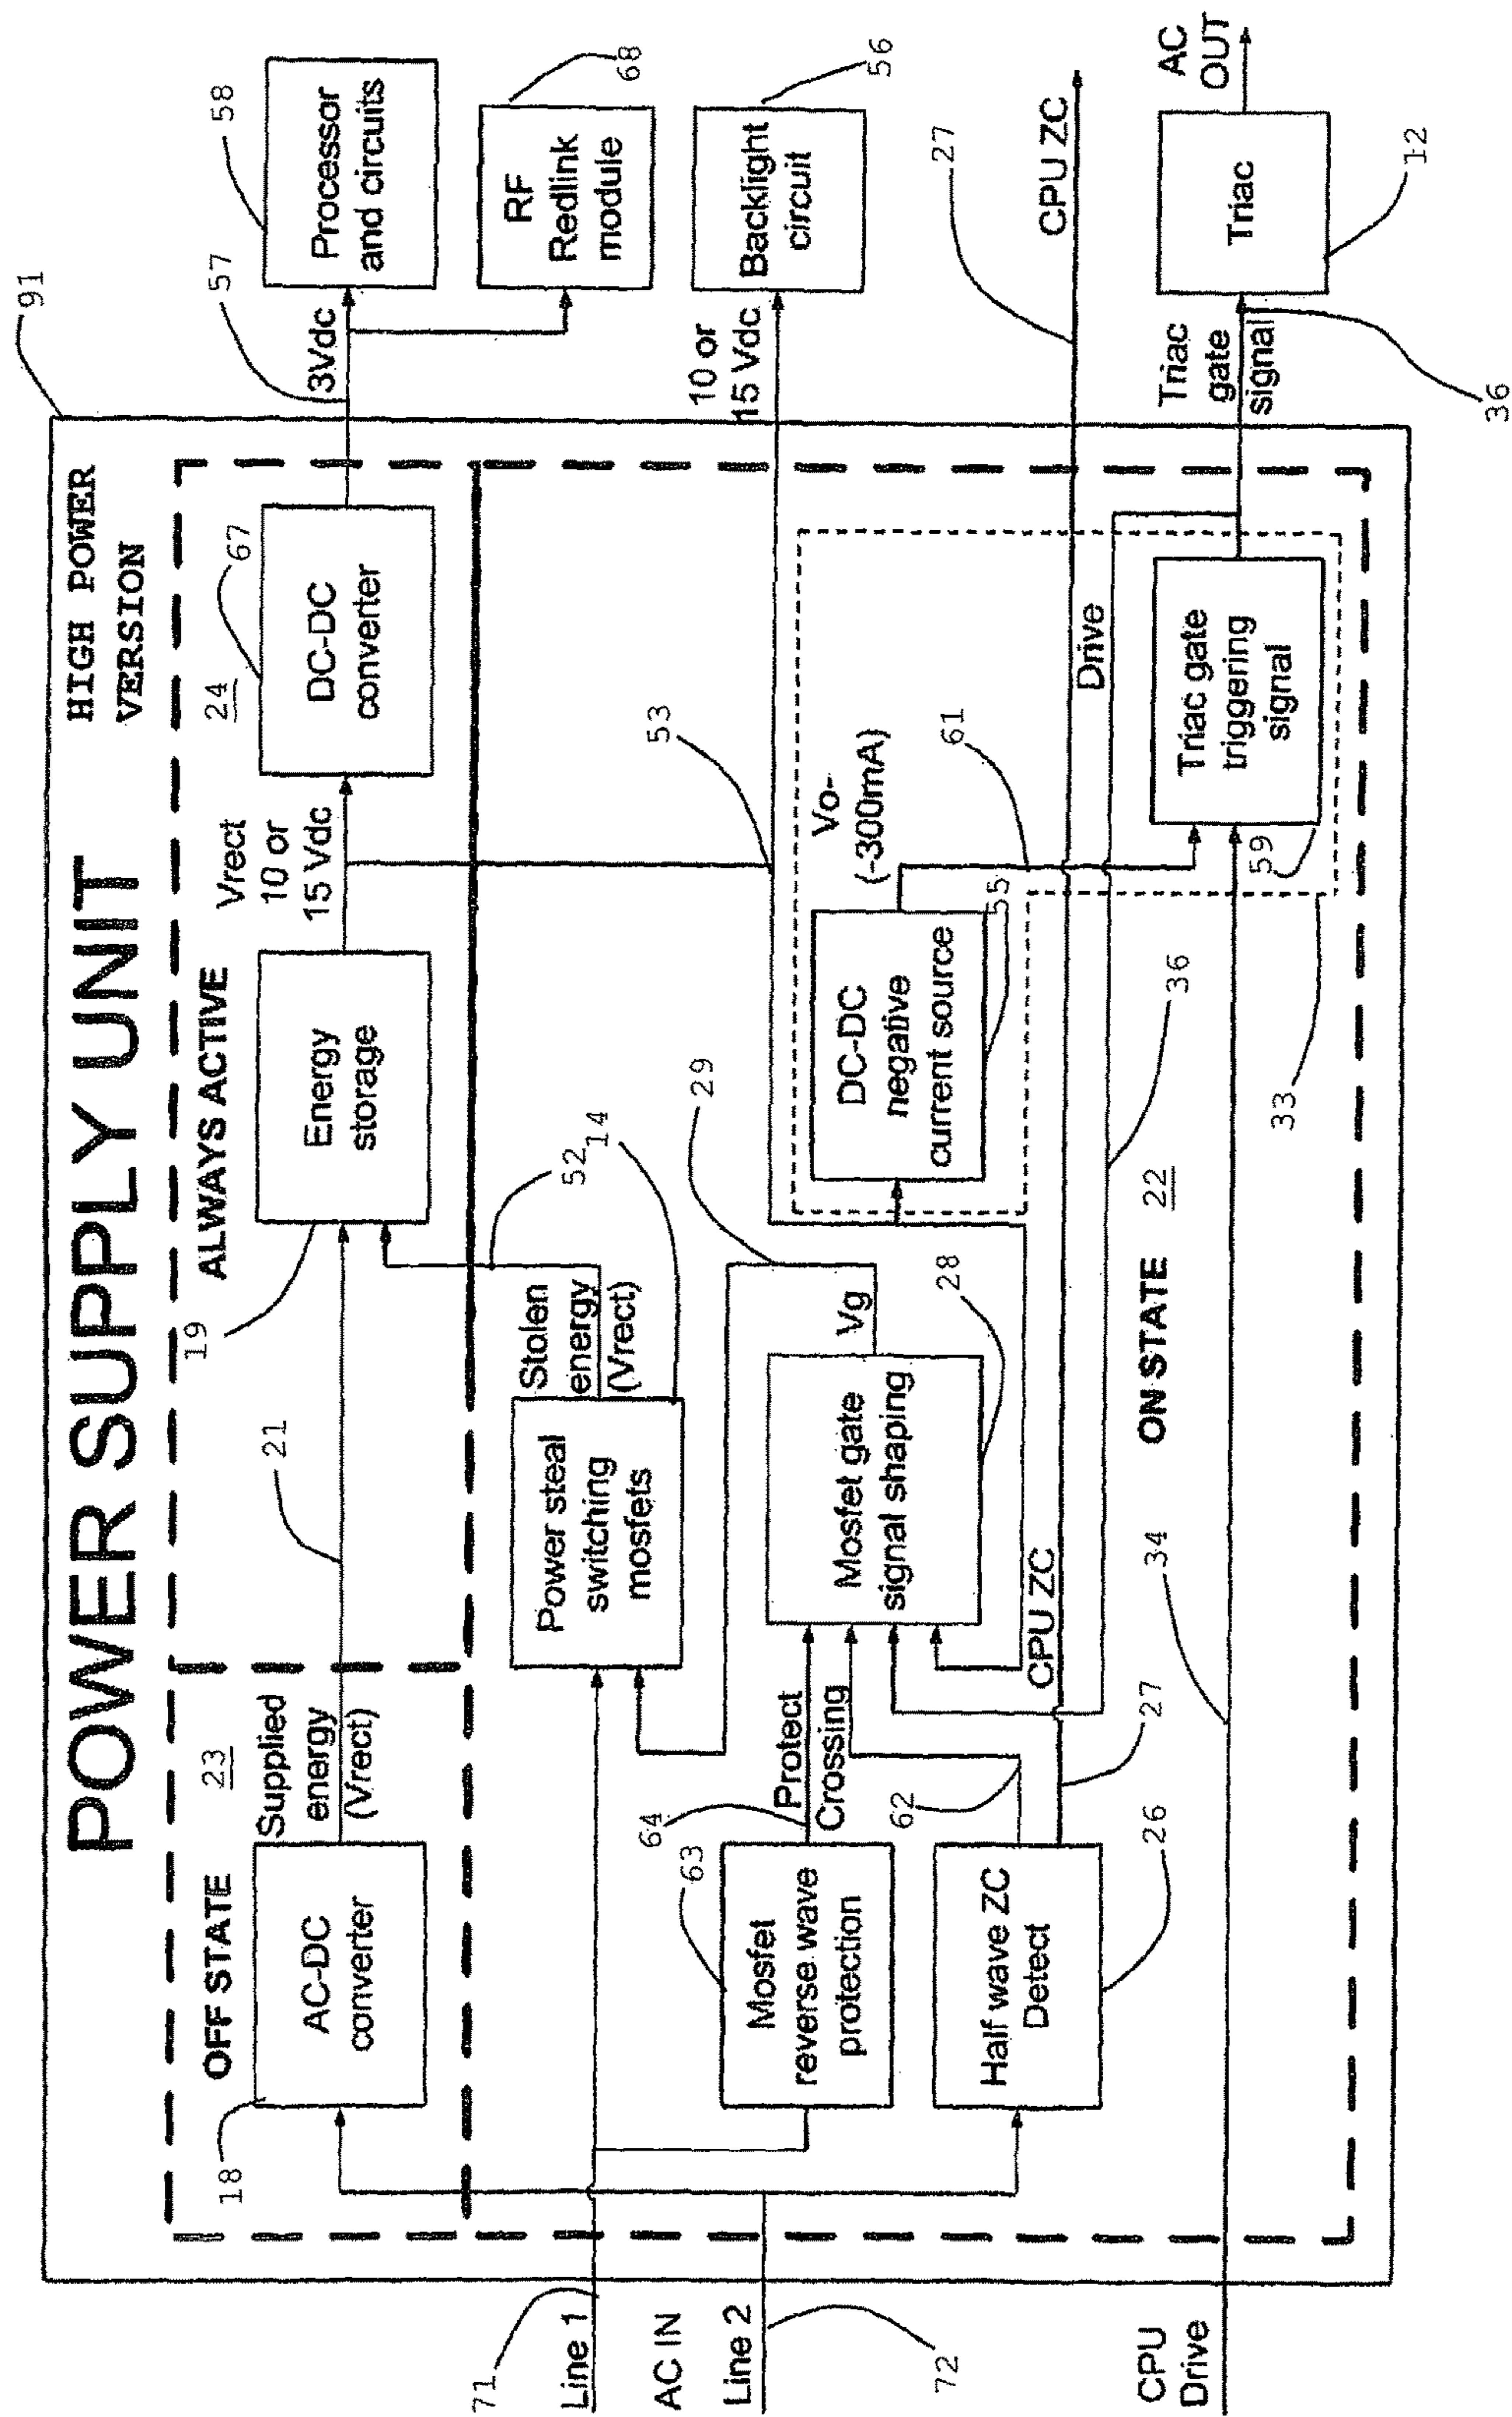 POWER SUPPLY UNIT
HIGH POWER
VERSION
91
OFF STATE
23
ALWAYS ACTIVE
24
18
AC-DC
converter
Supplied
energy
(Vrect)
21
19
Energy
storage
Vrect
10 or
15 Vdc
67
DC-DC
converter
57
3Vdc
58
Processor
and circuits
68
RF
Redlink
module
71
Line 1
AC IN
Line 2
72
Power steal
switching
mosfets
Stolen
energy
(Vrect)
52
14
53
10 or
15 Vdc
Backlight
circuit
56
63
Mosfet
reverse wave
protection
64
Protect
Crossing
62
Mosfet gate
signal shaping
28
Vg
29
DC-DC
negative
current source
55
Vo-
(-300mA)
61
Half wave ZC
Detect
26
27
CPU ZC
Drive
27
CPU ZC
36
ON STATE
22
33
59
Triac gate
triggering
signal
Triac
gate
signal
36
Triac
12
AC
OUT
CPU
Drive
34